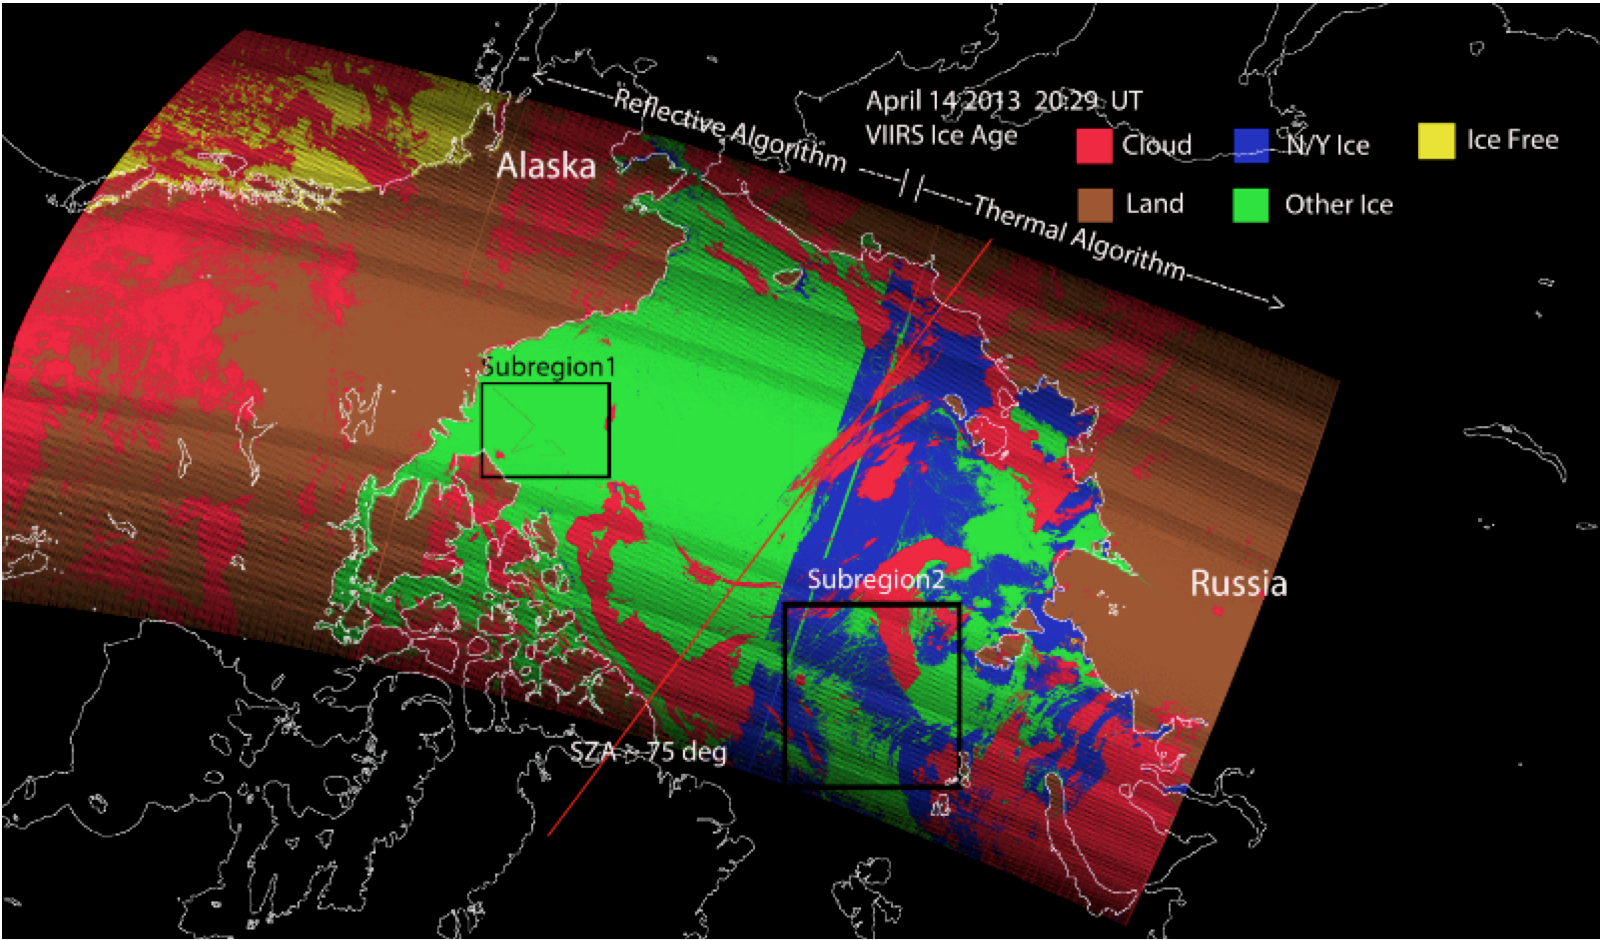 Reflective Algorithm
April 14 2013 20:29 UT
VIIRS Ice Age
Cloud
N/Y Ice
Ice Free
Land
Other Ice
Alaska
Thermal Algorithm
Subregion1
Subregion2
Russia
SZA ~ 75 deg